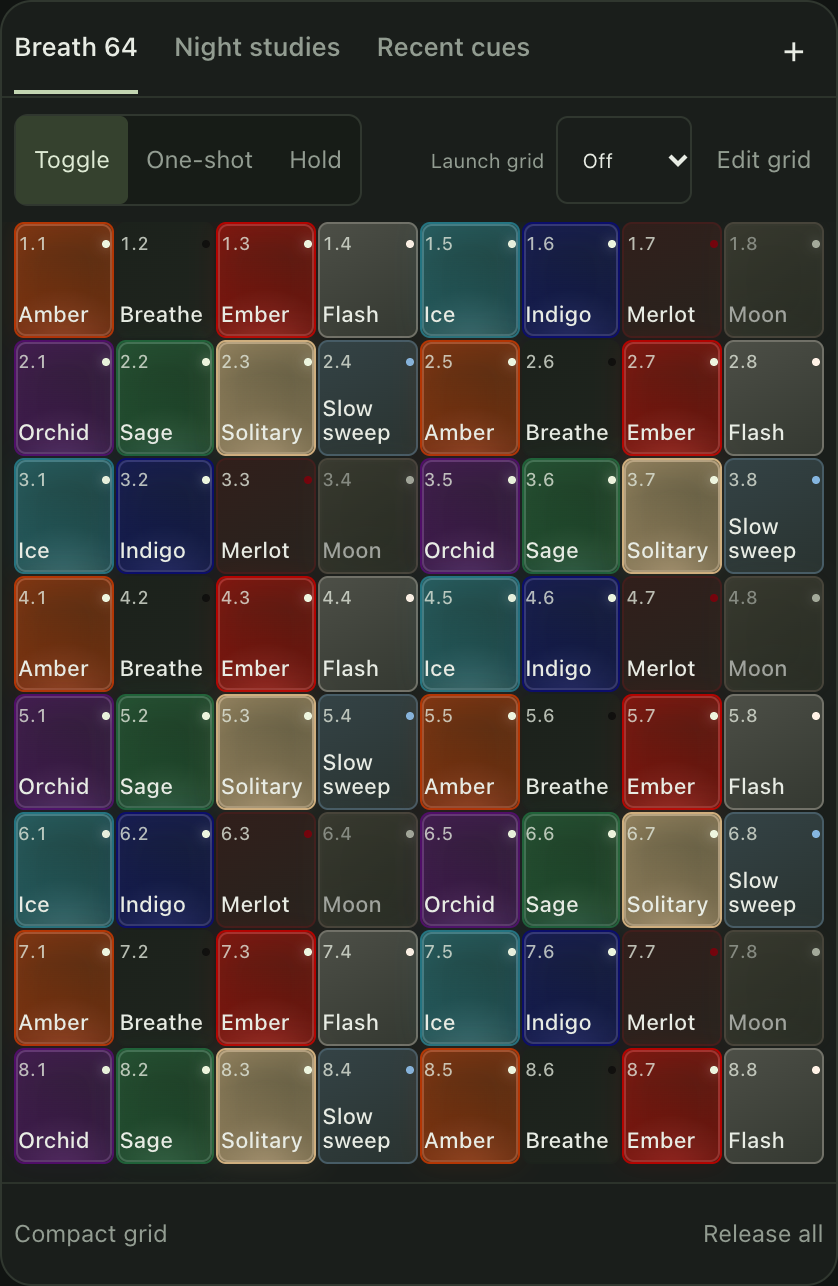 Breath 64 Night studies Recent cues +
Toggle One-shot Hold Launch grid Off Edit grid
1.1 1.2 1.3 1.4 1.5 1.6 1.7 1.8
Amber Breathe Ember Flash Ice Indigo Merlot Moon
2.1 2.2 2.3 2.4 2.5 2.6 2.7 2.8
Orchid Sage Solitary Slow sweep Amber Breathe Ember Flash
3.1 3.2 3.3 3.4 3.5 3.6 3.7 3.8
Ice Indigo Merlot Moon Orchid Sage Solitary Slow sweep
4.1 4.2 4.3 4.4 4.5 4.6 4.7 4.8
Amber Breathe Ember Flash Ice Indigo Merlot Moon
5.1 5.2 5.3 5.4 5.5 5.6 5.7 5.8
Orchid Sage Solitary Slow sweep Amber Breathe Ember Flash
6.1 6.2 6.3 6.4 6.5 6.6 6.7 6.8
Ice Indigo Merlot Moon Orchid Sage Solitary Slow sweep
7.1 7.2 7.3 7.4 7.5 7.6 7.7 7.8
Amber Breathe Ember Flash Ice Indigo Merlot Moon
8.1 8.2 8.3 8.4 8.5 8.6 8.7 8.8
Orchid Sage Solitary Slow sweep Amber Breathe Ember Flash
Compact grid Release all